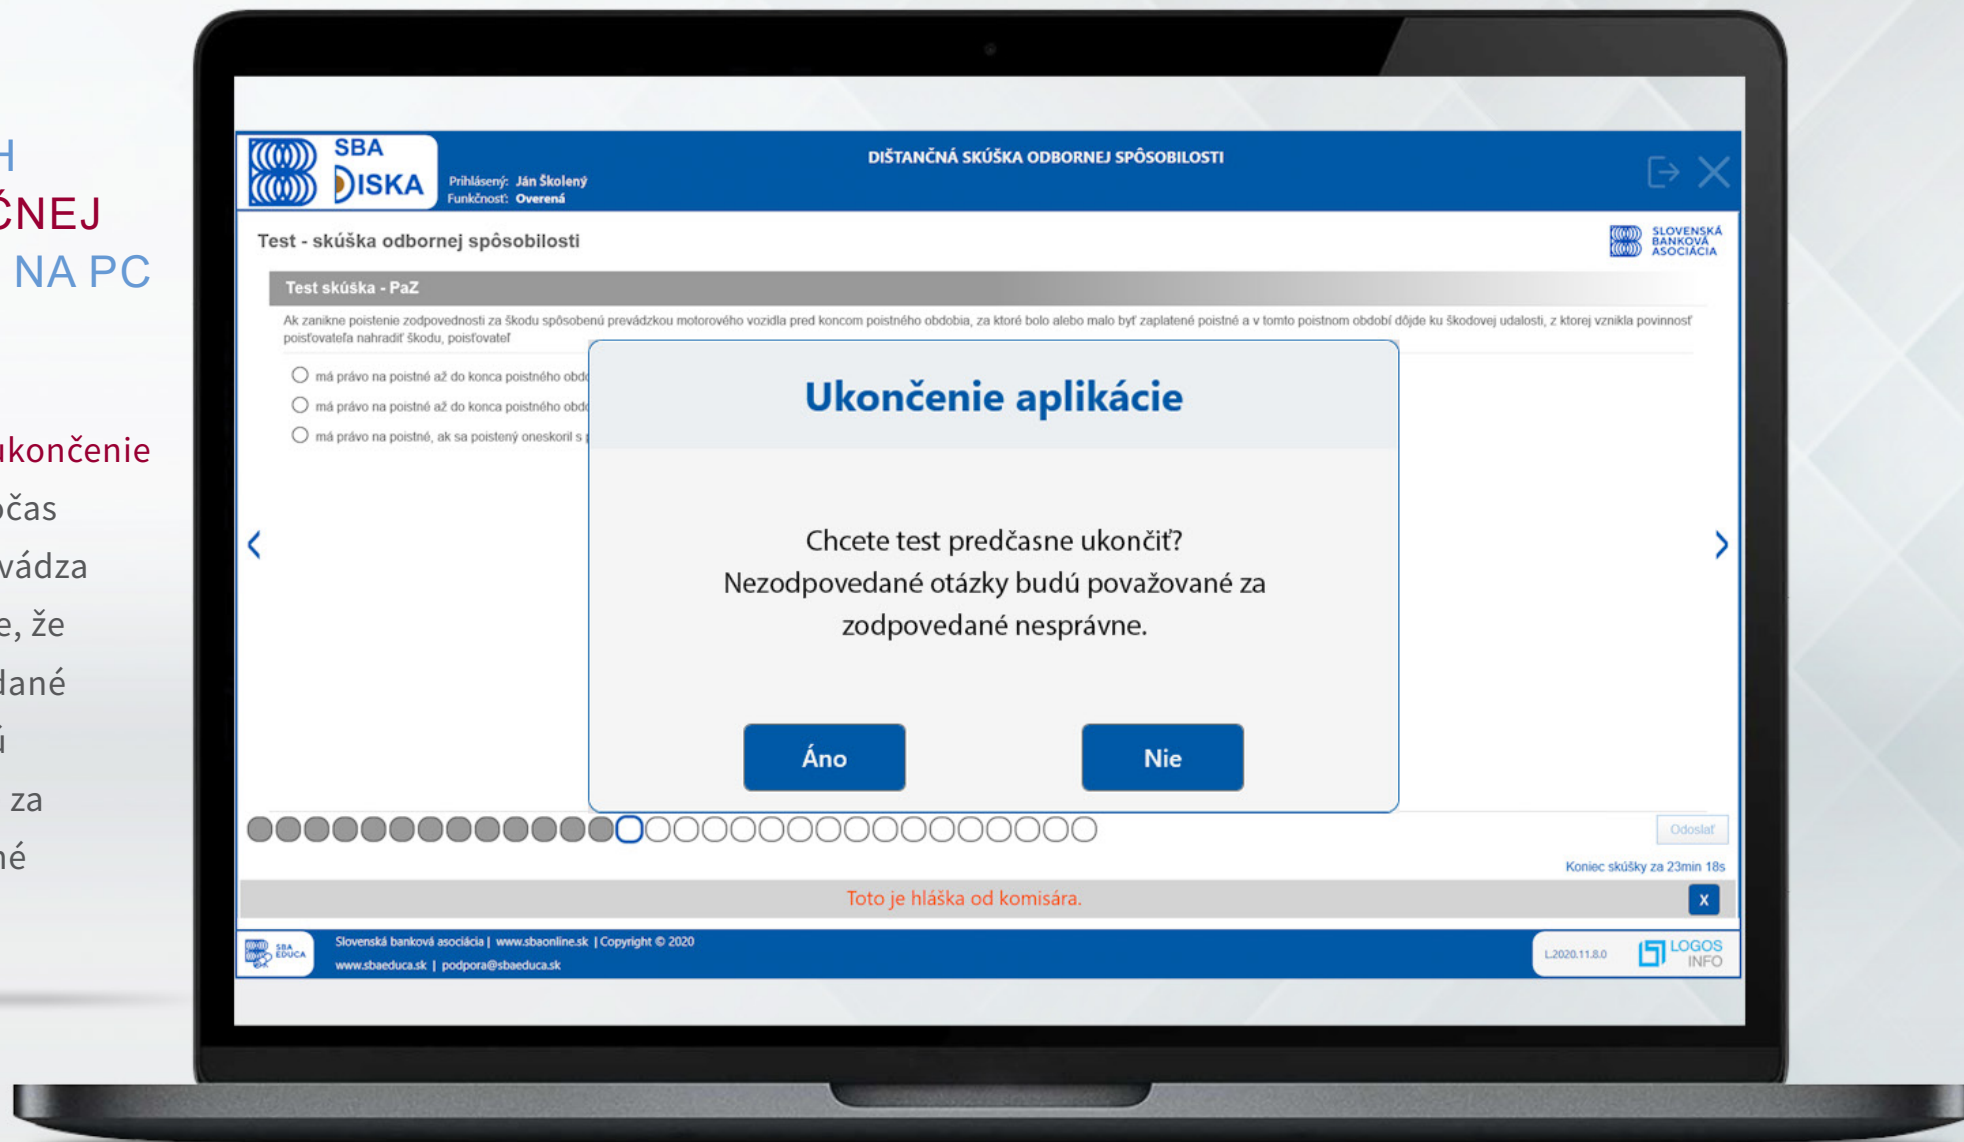 H
ČNEJ
NA PC
ukončenie
očas
vádza
e, že
dané
ú
za
né
SBA
DISKA
Prihlásený: Ján Školený
Funkčnosť: Overená
DIŠTANČNÁ SKÚŠKA ODBORNEJ SPÔSOBILOSTI
Test - skúška odbornej spôsobilosti
SLOVENSKÁ
BANKOVÁ
ASOCIÁCIA
Test skúška - PaZ
Ak zanikne poistenie zodpovednosti za škodu spôsobenú prevádzkou motorového vozidla pred koncom poistného obdobia, za ktoré bolo alebo malo byť zaplatené poistné a v tomto poistnom období dôjde ku škodovej udalosti, z ktorej vznikla povinnosť
poisťovateľa nahradiť škodu, poisťovateľ
má právo na poistné až do konca poistného obdo
má právo na poistné až do konca poistného obdo
má právo na poistné, ak sa poistený oneskoril s
Ukončenie aplikácie
Chcete test predčasne ukončiť?
Nezodpovedané otázky budú považované za
zodpovedané nesprávne.
Áno Nie
Odoslať
Koniec skúšky za 23min 18s
Toto je hláška od komisára.
X
SBA
EDUCA
Slovenská banková asociácia | www.sbaonline.sk | Copyright © 2020
www.sbaeduca.sk | podpora@sbaeduca.sk
L.2020.11.8.0
LOGOS
INFO